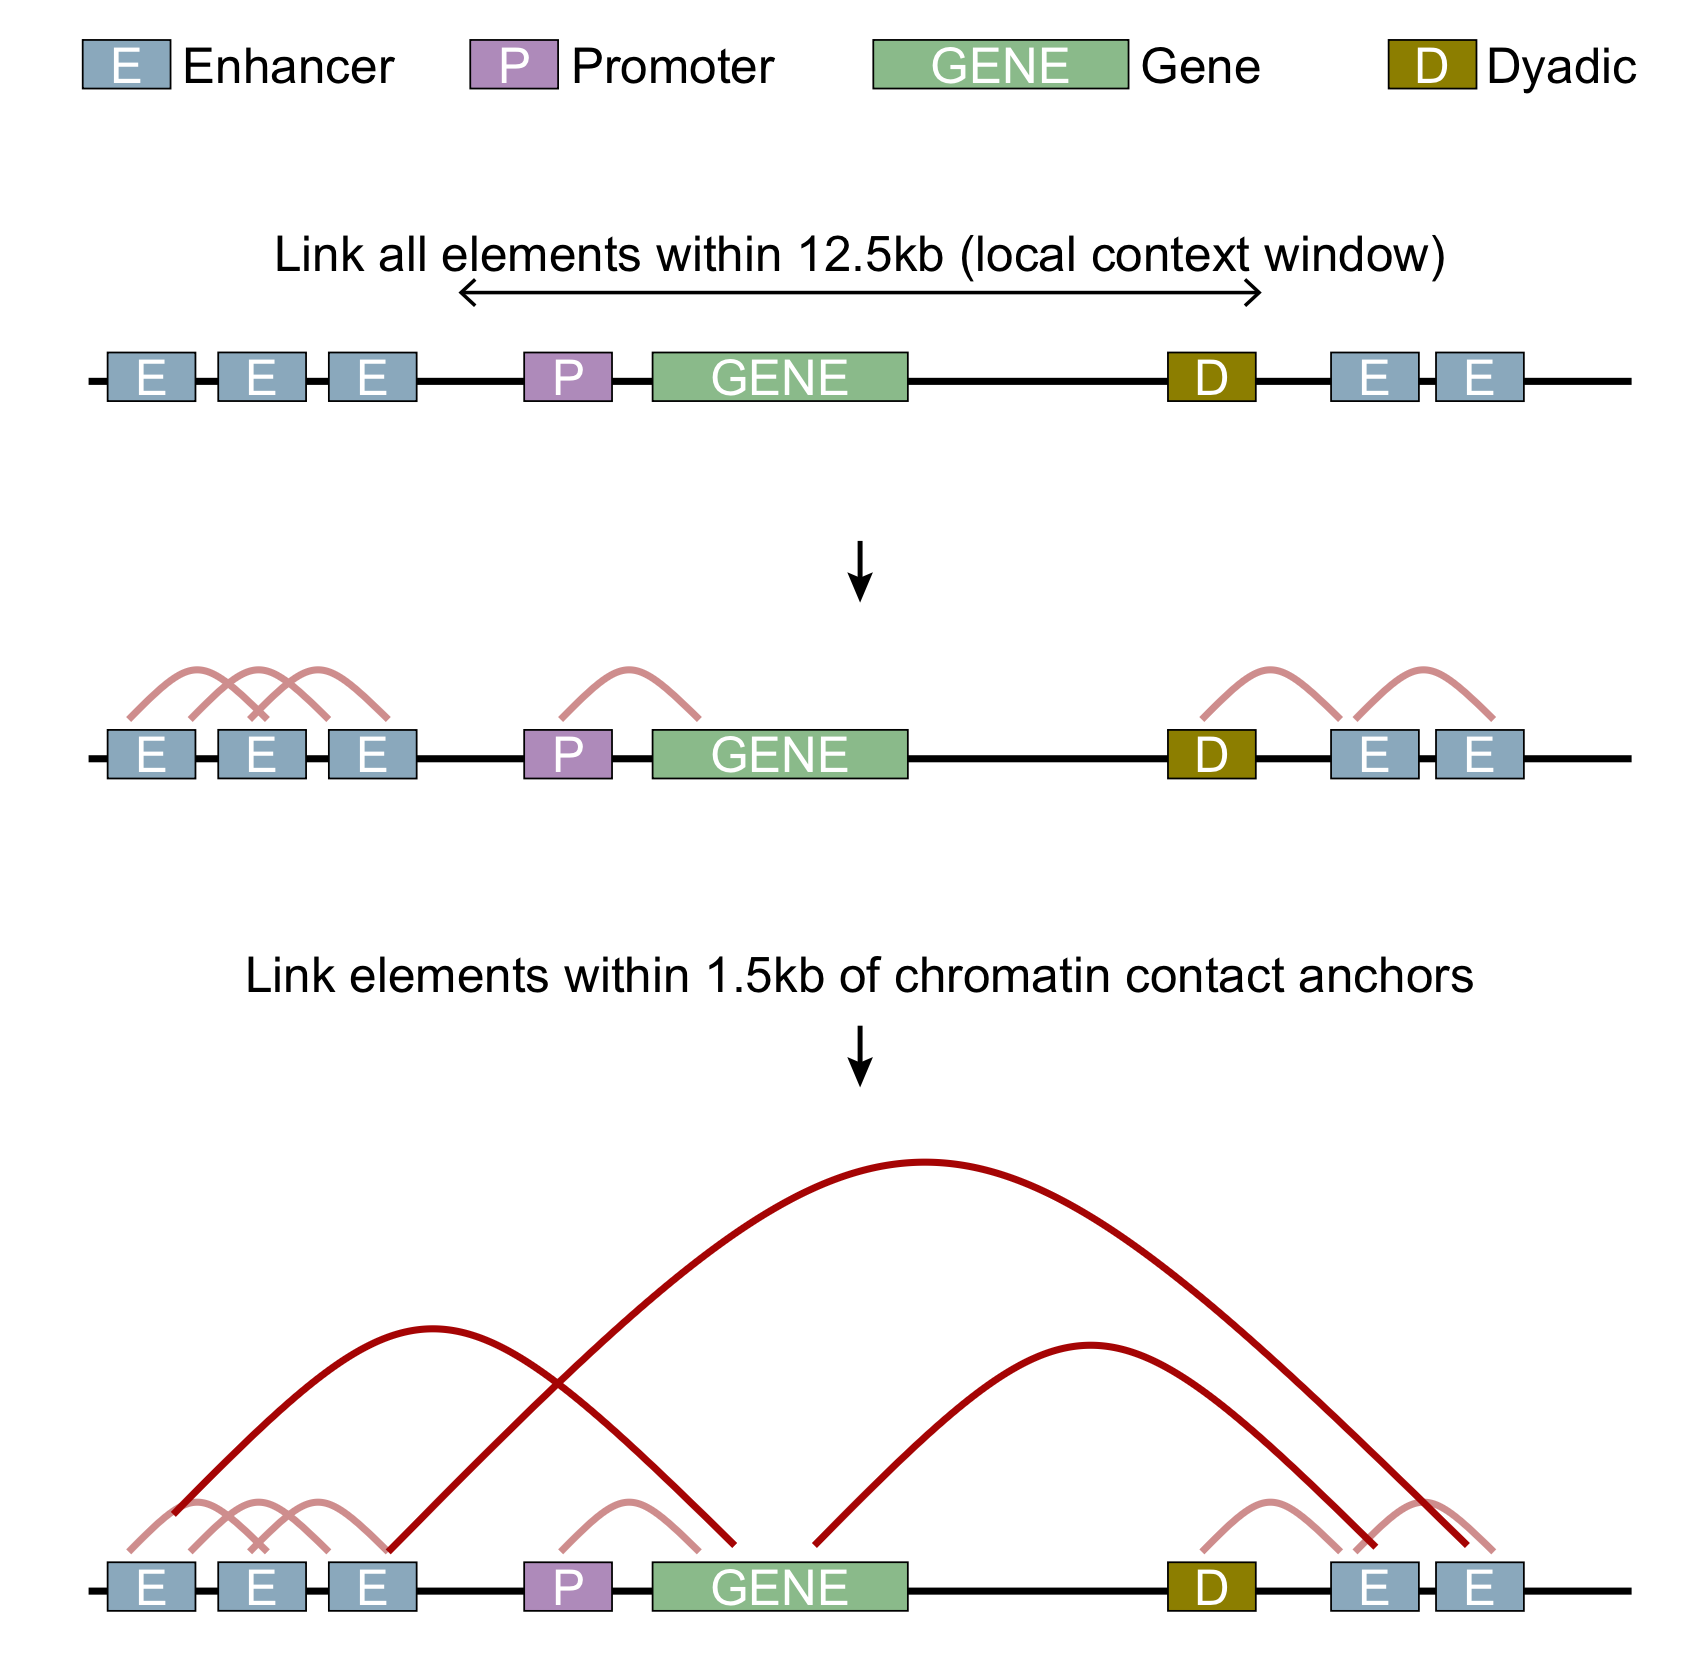 E Enhancer P Promoter GENE Gene D Dyadic
Link all elements within 12.5kb (local context window)
E E E P GENE D E E
E E E P GENE D E E
Link elements within 1.5kb of chromatin contact anchors
E E E P GENE D E E